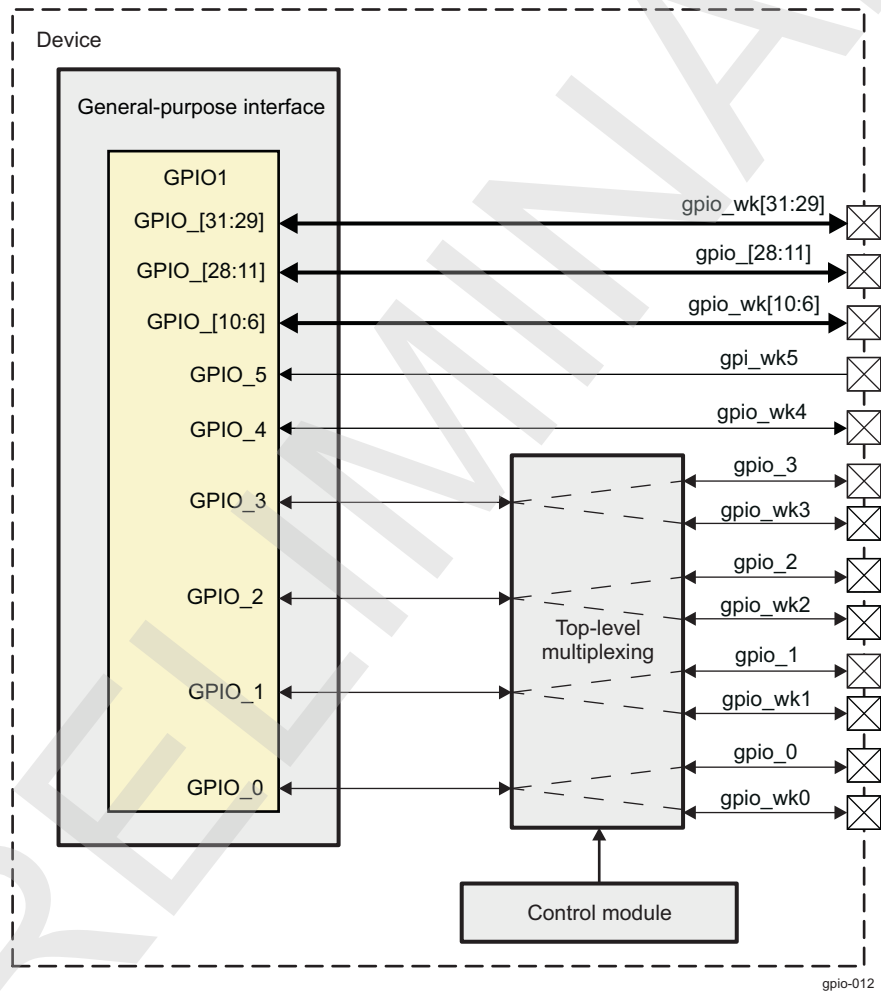 Device
General-purpose interface
GPIO1
GPIO_[31:29]
gpio_wk[31:29]
GPIO_[28:11]
gpio_[28:11]
GPIO_[10:6]
gpio_wk[10:6]
GPIO_5
gpi_wk5
GPIO_4
gpio_wk4
GPIO_3
gpio_3
gpio_wk3
GPIO_2
gpio_2
gpio_wk2
Top-level
multiplexing
GPIO_1
gpio_1
gpio_wk1
GPIO_0
gpio_0
gpio_wk0
Control module
gpio-012
RELIMINA